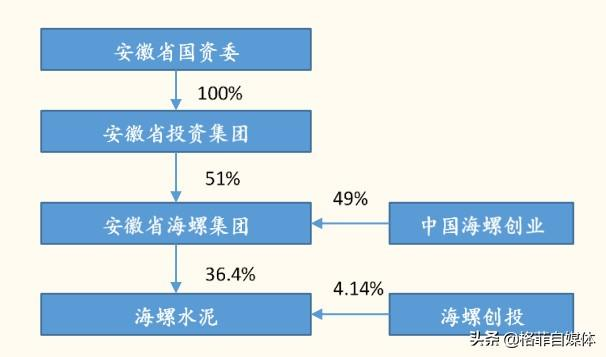 安徽省国资委
100%
安徽省投资集团
51%
49%
安徽省海螺集团
中国海螺创业
36.4%
4.14%
海螺水泥
海螺创投
头条@格菲自媒体